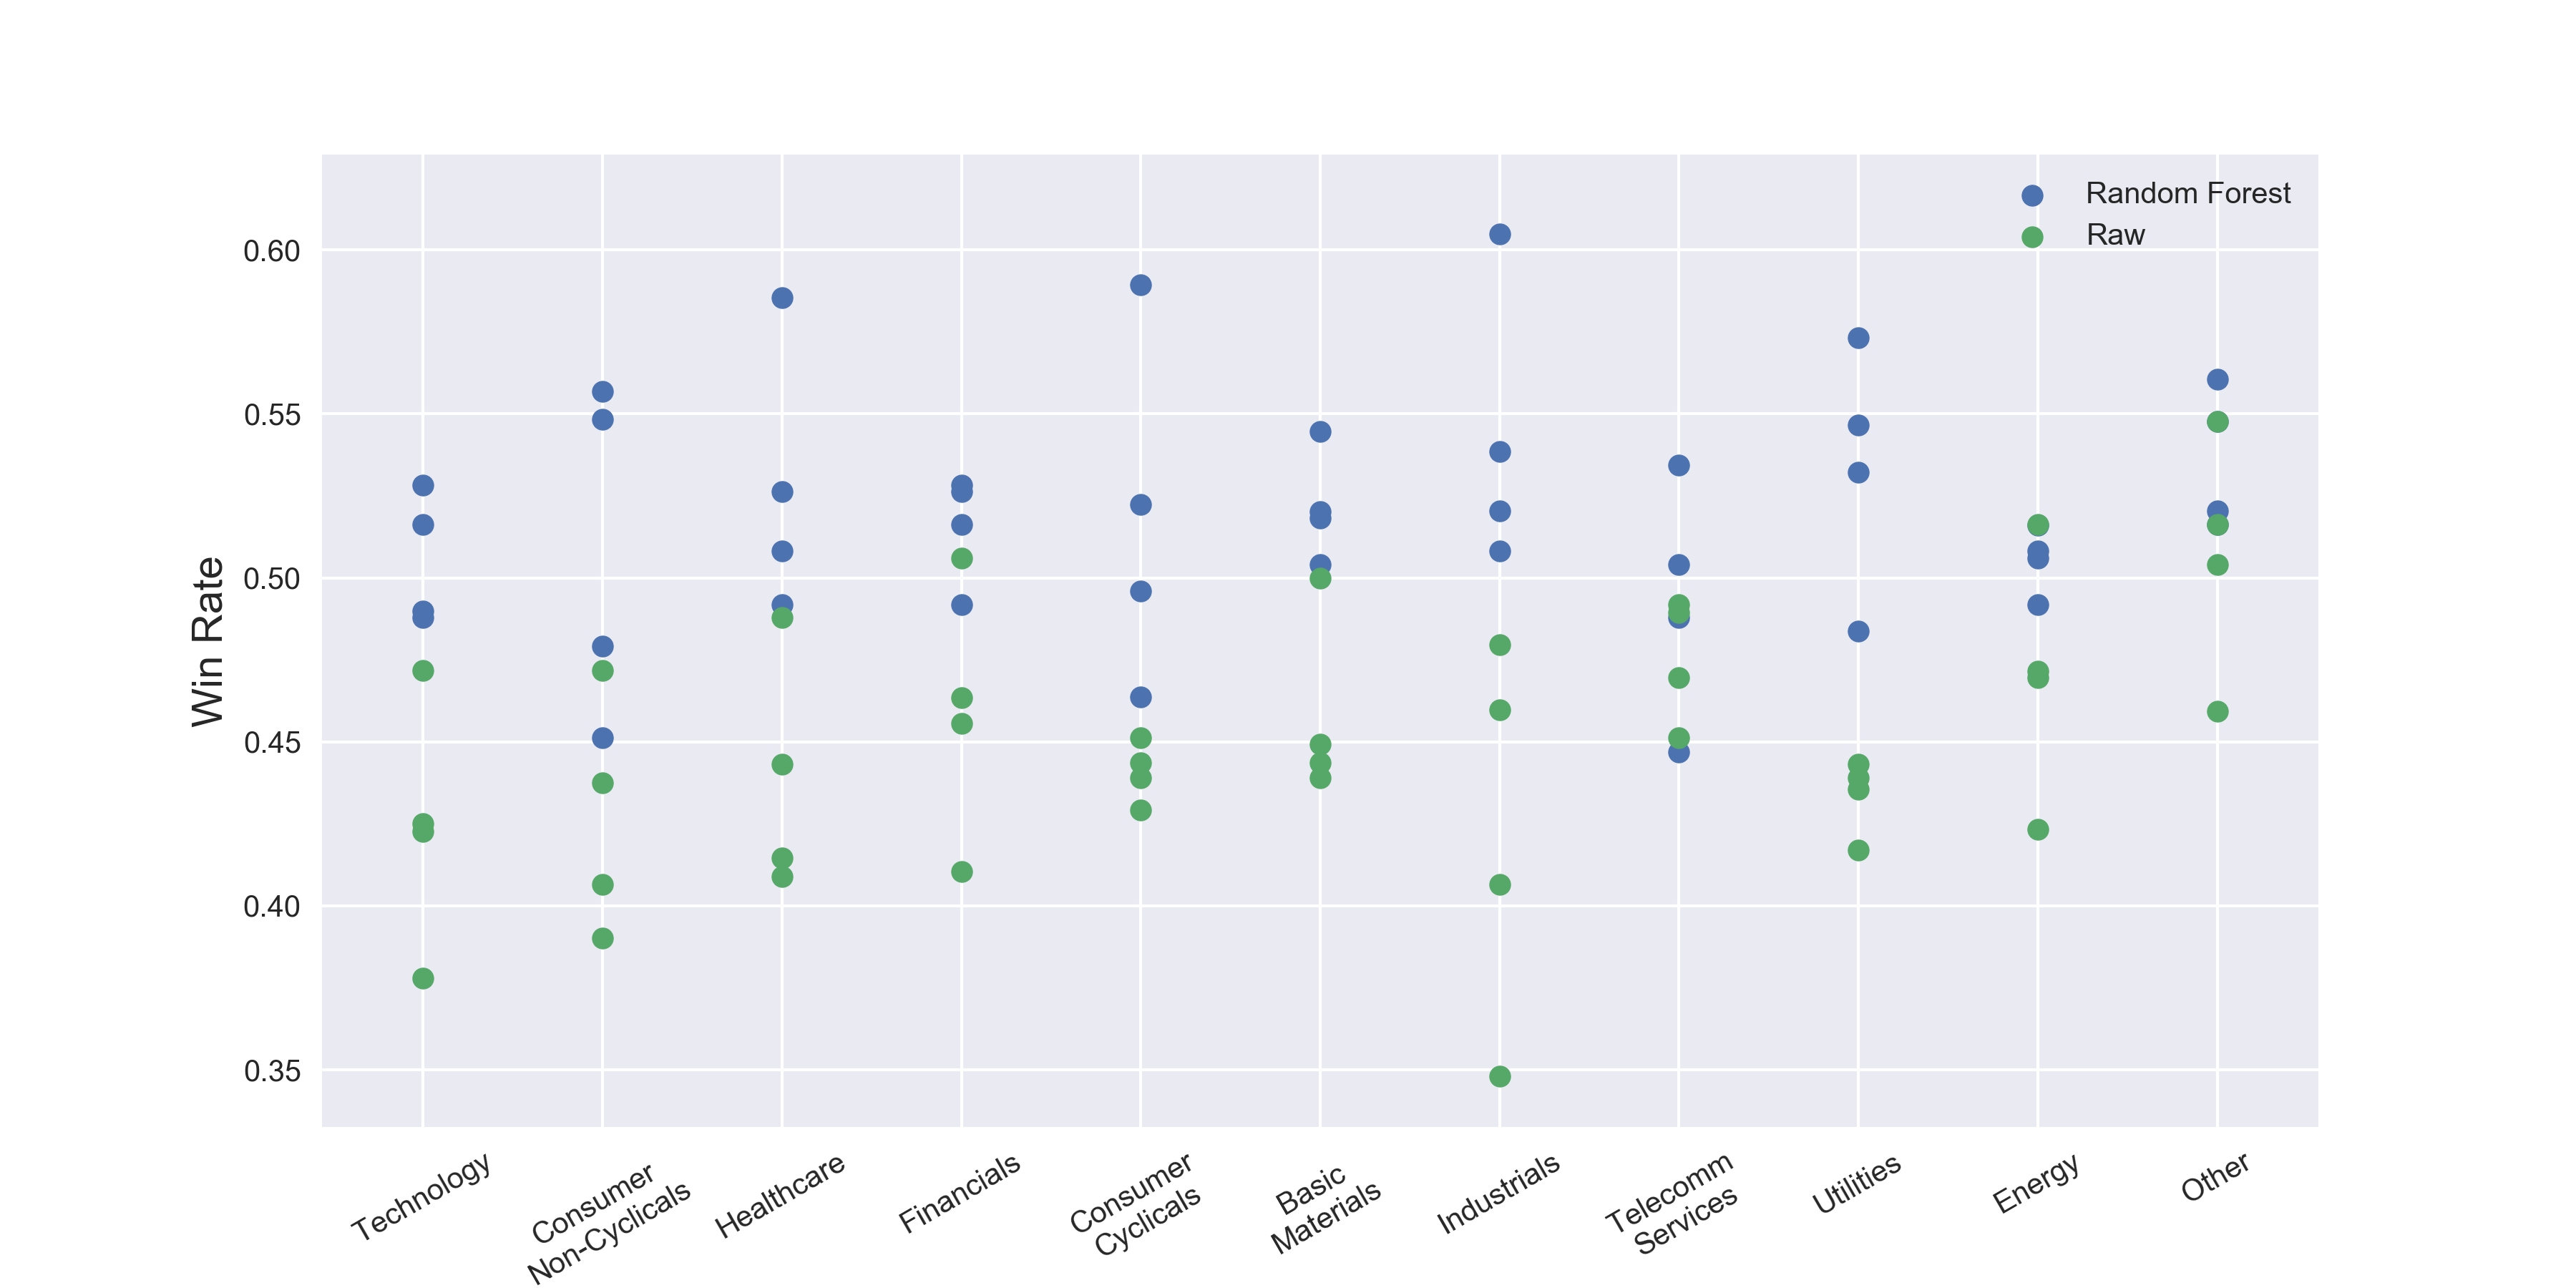 Random Forest
Raw
0.60
0.55
0.50
0.45
0.40
0.35
Win Rate
Technology
Consumer
Non-Cyclicals
Healthcare
Financials
Consumer
Cyclicals
Basic
Materials
Industrials
Telecomm
Services
Utilities
Energy
Other